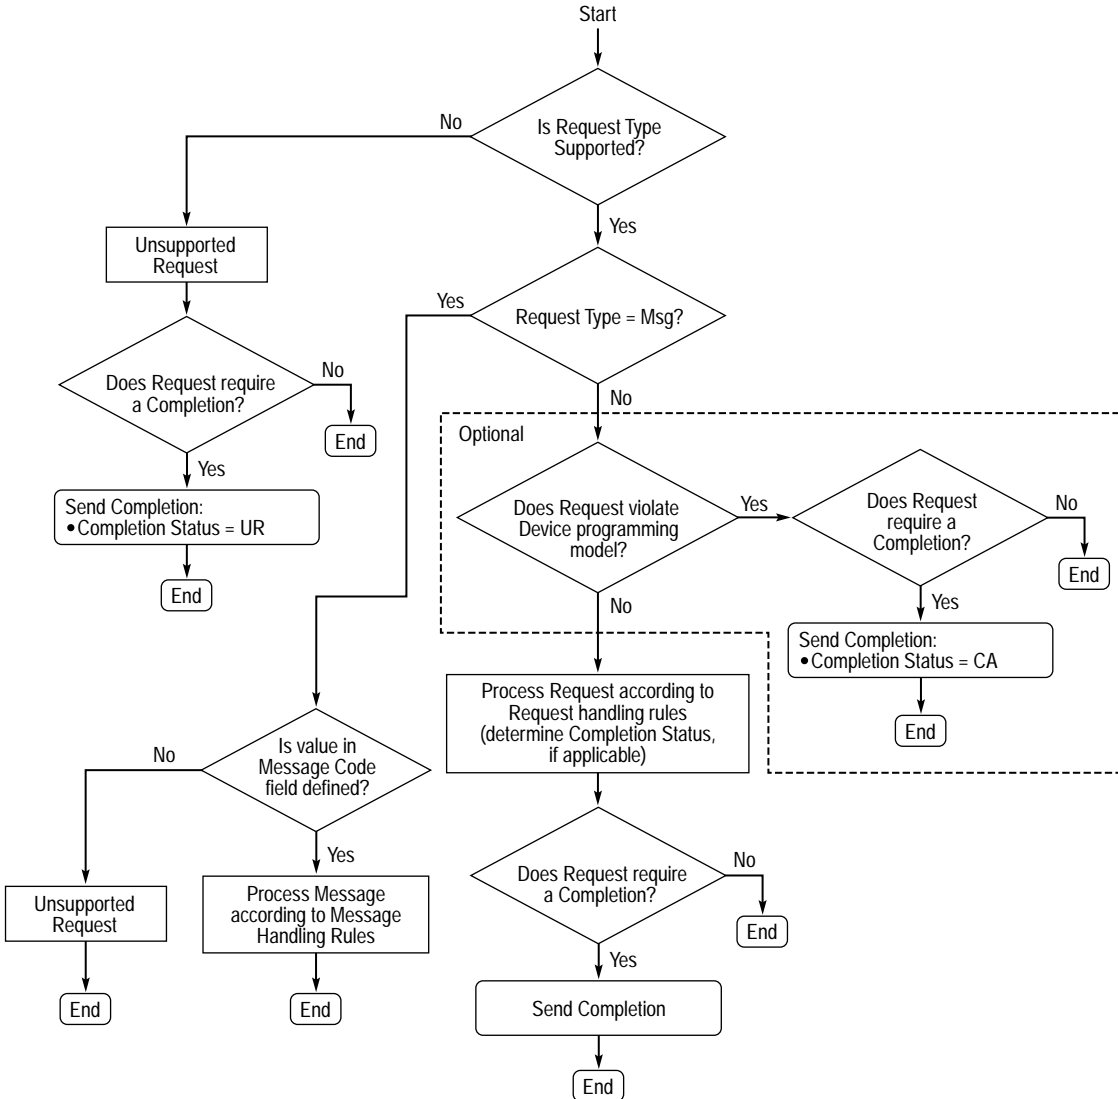 Start
Is Request Type
Supported?
No
Yes
Unsupported
Request
Request Type = Msg?
Yes
No
Does Request require
a Completion?
No
End
Yes
Send Completion:
• Completion Status = UR
End
Optional
Does Request violate
Device programming
model?
Yes
No
Does Request
require a
Completion?
No
End
Yes
Send Completion:
• Completion Status = CA
End
Process Request according to
Request handling rules
(determine Completion Status,
if applicable)
Is value in
Message Code
field defined?
No
Yes
Unsupported
Request
End
Process Message
according to Message
Handling Rules
End
Does Request require
a Completion?
No
End
Yes
Send Completion
End